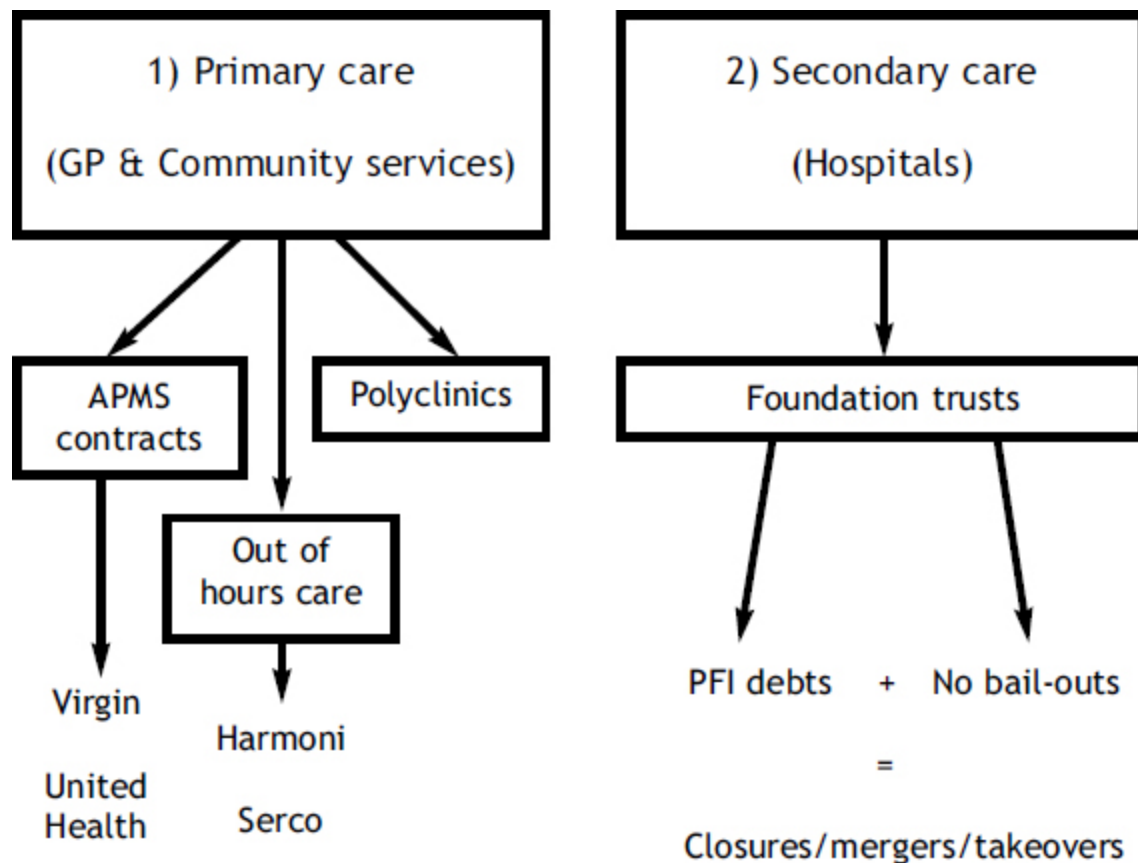 1) Primary care
(GP & Community services)
APMS
contracts
Virgin
United
Health
Out of
hours care
Harmoni
Serco
Polyclinics
2) Secondary care
(Hospitals)
Foundation trusts
PFI debts + No bail-outs
=
Closures/mergers/takeovers